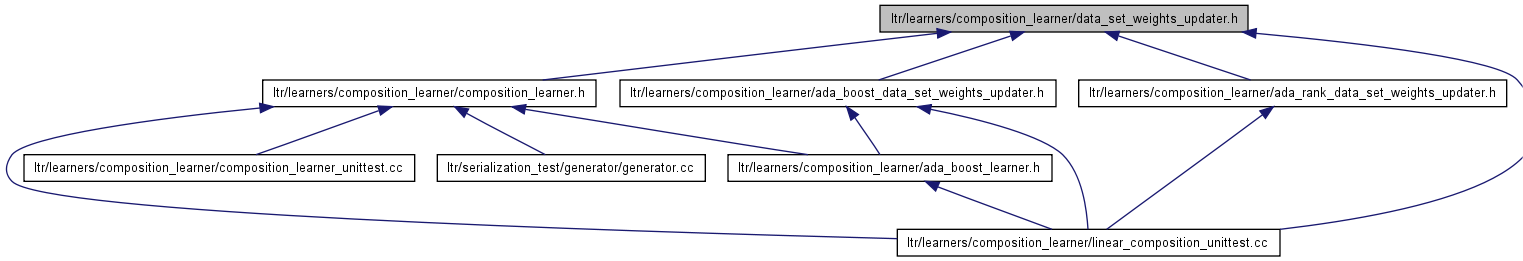 ltr/learners/composition_learner/data_set_weights_updater.h
ltr/learners/composition_learner/composition_learner.h
ltr/learners/composition_learner/ada_boost_data_set_weights_updater.h
ltr/learners/composition_learner/ada_rank_data_set_weights_updater.h
ltr/learners/composition_learner/composition_learner_unittest.cc
ltr/serialization_test/generator/generator.cc
ltr/learners/composition_learner/ada_boost_learner.h
ltr/learners/composition_learner/linear_composition_unittest.cc